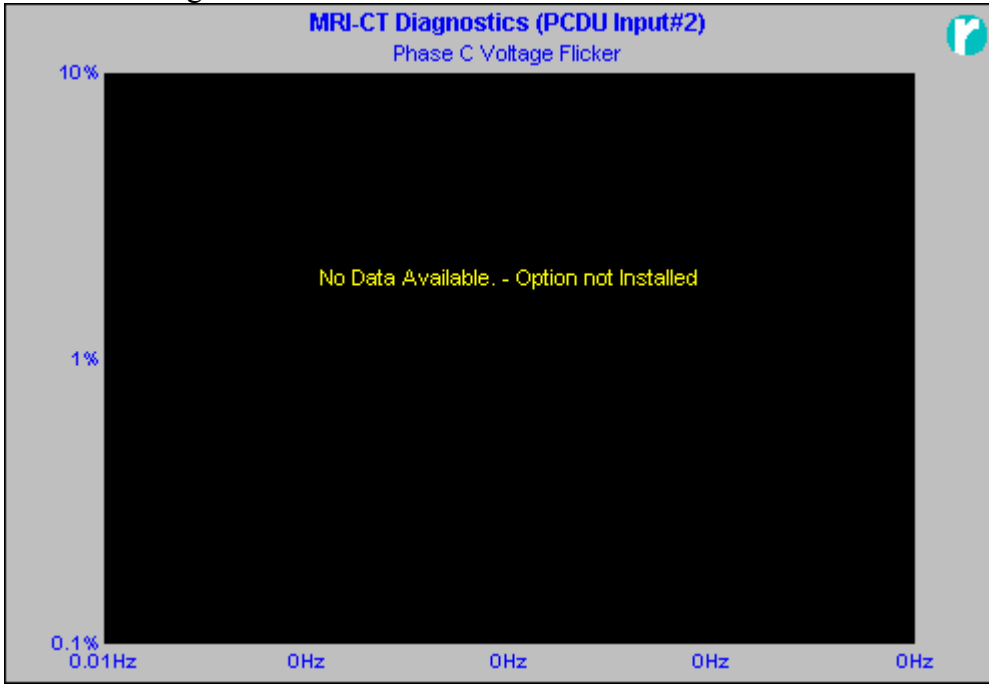 MRI-CT Diagnostics (PCDU Input#2)
Phase C Voltage Flicker
10%
No Data Available. - Option not Installed
1%
0.1%
0.01Hz 0Hz 0Hz 0Hz 0Hz